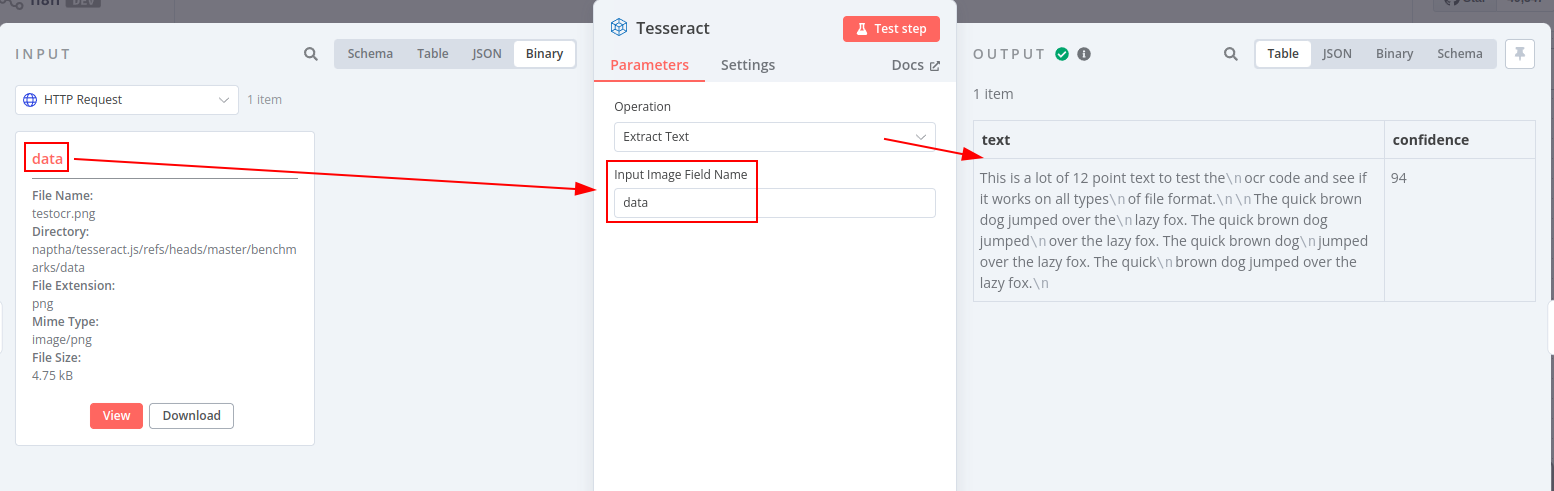 n8n DEV
INPUT
Schema Table JSON Binary
HTTP Request 1 item
data
File Name:
testocr.png
Directory:
naptha/tesseract.js/refs/heads/master/benchm
arks/data
File Extension:
png
Mime Type:
image/png
File Size:
4.75 kB
View Download
Tesseract Test step
Parameters Settings Docs
Operation
Extract Text
Input Image Field Name
data
OUTPUT
Table JSON Binary Schema
1 item
text confidence
This is a lot of 12 point text to test the\n ocr code and see if 94
it works on all types\n of file format.\n \n The quick brown
dog jumped over the\n lazy fox. The quick brown dog
jumped\n over the lazy fox. The quick brown dog\n jumped
over the lazy fox. The quick\n brown dog jumped over the
lazy fox.\n